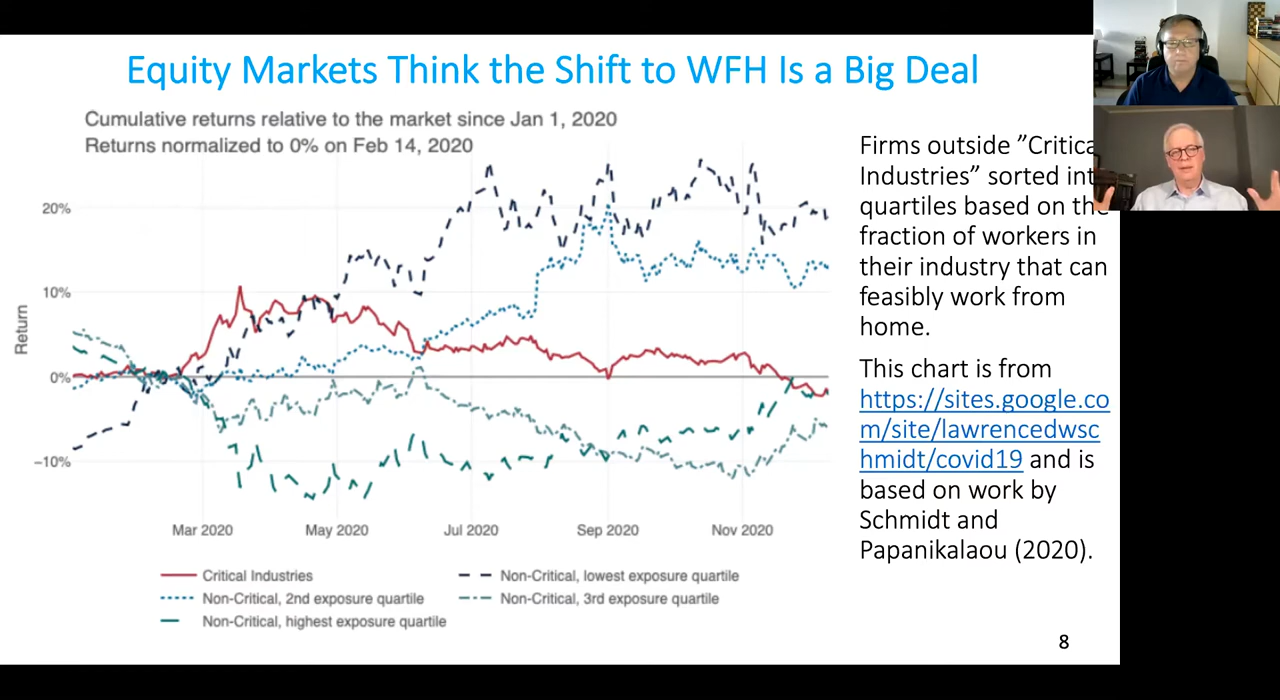 Equity Markets Think the Shift to WFH Is a Big Deal
Cumulative returns relative to the market since Jan 1, 2020
Returns normalized to 0% on Feb 14, 2020
20%
10%
0%
−10%
Return
Mar 2020
May 2020
Jul 2020
Sep 2020
Nov 2020
Critical Industries
Non-Critical, lowest exposure quartile
Non-Critical, 2nd exposure quartile
Non-Critical, 3rd exposure quartile
Non-Critical, highest exposure quartile
Firms outside ”Critica
Industries” sorted int
quartiles based on the
fraction of workers in
their industry that can
feasibly work from
home.
This chart is from
https://sites.google.co
m/site/lawrencedwsc
hmidt/covid19 and is
based on work by
Schmidt and
Papanikalaou (2020).
8